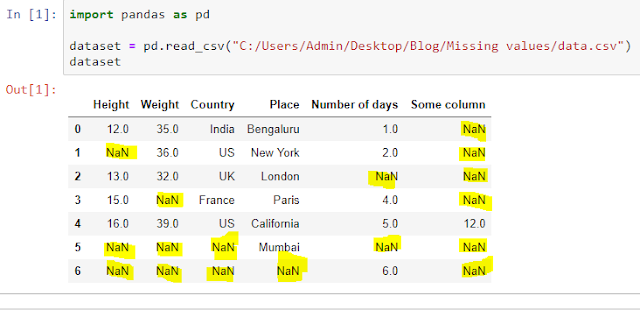 In [1]: import pandas as pd
dataset = pd.read_csv("C:/Users/Admin/Desktop/Blog/Missing values/data.csv")
dataset
Out[1]:
Height Weight Country Place Number of days Some column
0 12.0 35.0 India Bengaluru 1.0 NaN
1 NaN 36.0 US New York 2.0 NaN
2 13.0 32.0 UK London NaN NaN
3 15.0 NaN France Paris 4.0 NaN
4 16.0 39.0 US California 5.0 12.0
5 NaN NaN NaN Mumbai NaN NaN
6 NaN NaN NaN NaN 6.0 NaN